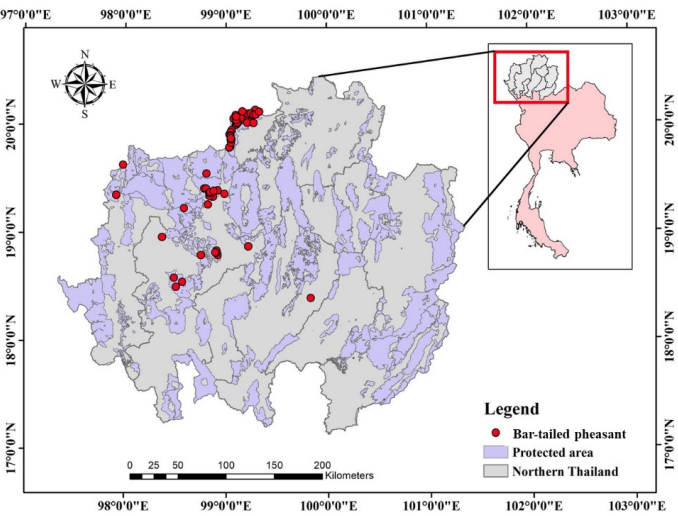 97°0'0"E 98°0'0"E 99°0'0"E 100°0'0"E 101°0'0"E 102°0'0"E 103°0'0"E
N
W E
S
20°0'0"N 20°0'0"N
19°0'0"N 19°0'0"N
18°0'0"N 18°0'0"N
17°0'0"N 17°0'0"N
Legend
Bar-tailed pheasant
Protected area
Northern Thailand
0 25 50 100 150 200
Kilometers
98°0'0"E 99°0'0"E 100°0'0"E 101°0'0"E 102°0'0"E 103°0'0"E